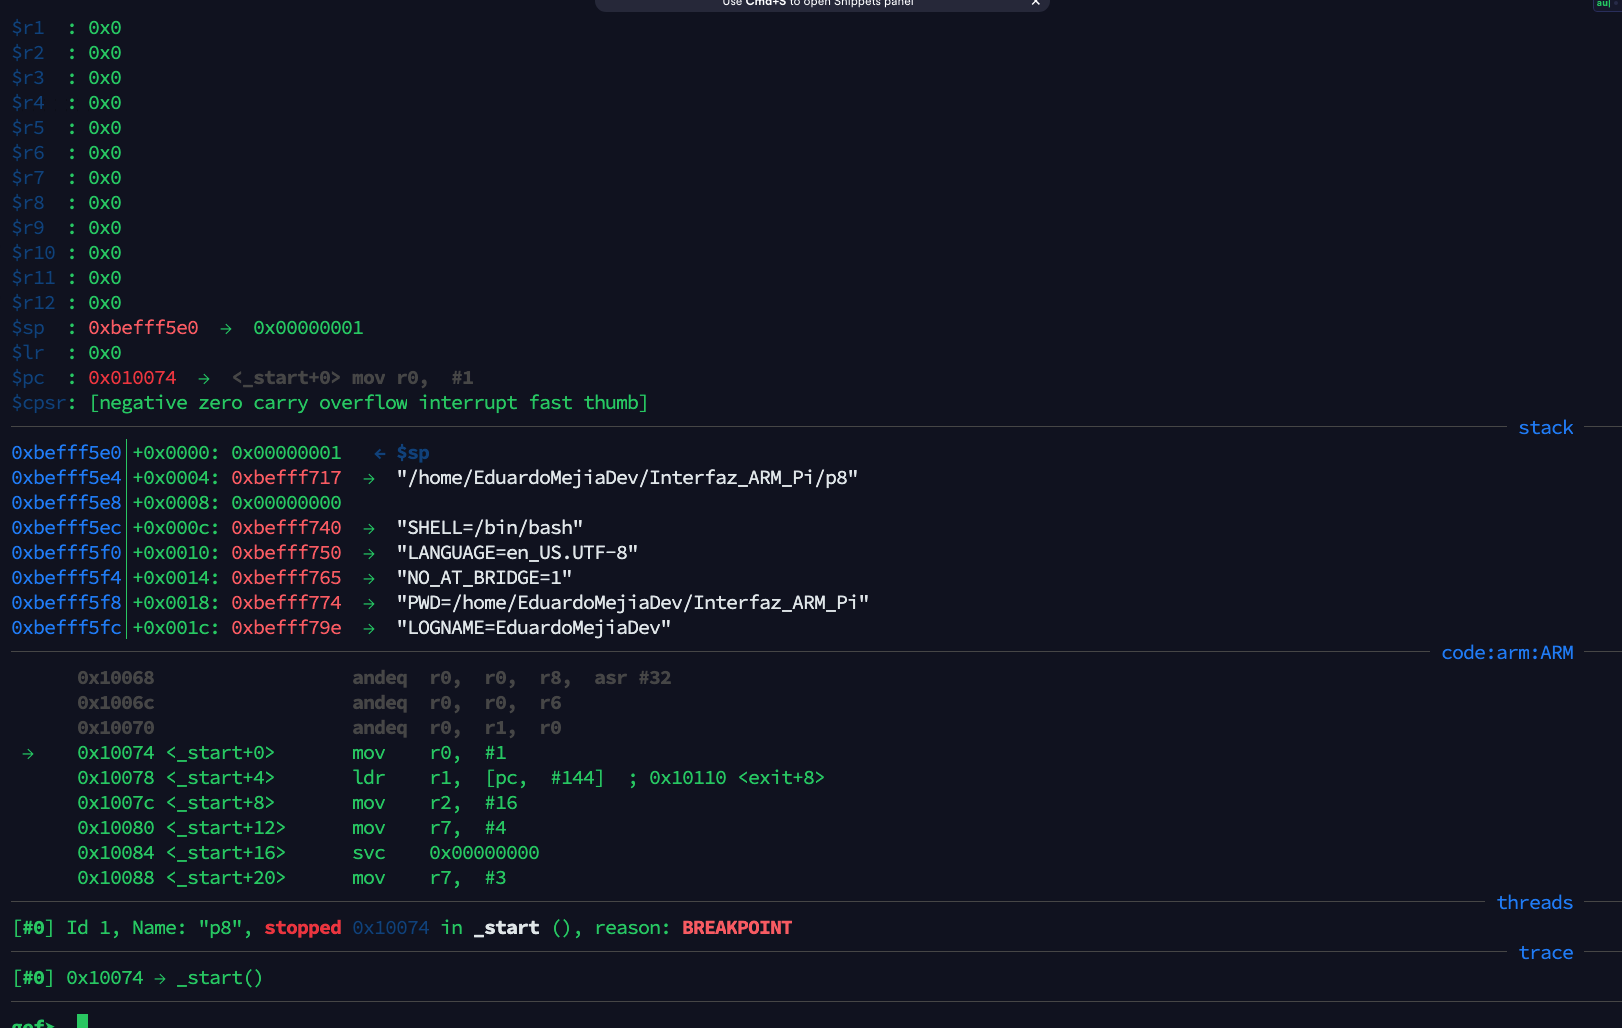 Use Cmd+S to open Snippets panel ×
au|
$r1 : 0x0
$r2 : 0x0
$r3 : 0x0
$r4 : 0x0
$r5 : 0x0
$r6 : 0x0
$r7 : 0x0
$r8 : 0x0
$r9 : 0x0
$r10 : 0x0
$r11 : 0x0
$r12 : 0x0
$sp : 0xbefff5e0 → 0x00000001
$lr : 0x0
$pc : 0x010074 → <_start+0> mov r0, #1
$cpsr: [negative zero carry overflow interrupt fast thumb]
stack
0xbefff5e0│+0x0000: 0x00000001 ← $sp
0xbefff5e4│+0x0004: 0xbefff717 → "/home/EduardoMejiaDev/Interfaz_ARM_Pi/p8"
0xbefff5e8│+0x0008: 0x00000000
0xbefff5ec│+0x000c: 0xbefff740 → "SHELL=/bin/bash"
0xbefff5f0│+0x0010: 0xbefff750 → "LANGUAGE=en_US.UTF-8"
0xbefff5f4│+0x0014: 0xbefff765 → "NO_AT_BRIDGE=1"
0xbefff5f8│+0x0018: 0xbefff774 → "PWD=/home/EduardoMejiaDev/Interfaz_ARM_Pi"
0xbefff5fc│+0x001c: 0xbefff79e → "LOGNAME=EduardoMejiaDev"
code:arm:ARM
0x10068 andeq r0, r0, r8, asr #32
0x1006c andeq r0, r0, r6
0x10070 andeq r0, r1, r0
→ 0x10074 <_start+0> mov r0, #1
0x10078 <_start+4> ldr r1, [pc, #144] ; 0x10110 <exit+8>
0x1007c <_start+8> mov r2, #16
0x10080 <_start+12> mov r7, #4
0x10084 <_start+16> svc 0x00000000
0x10088 <_start+20> mov r7, #3
threads
[#0] Id 1, Name: "p8", stopped 0x10074 in _start (), reason: BREAKPOINT
trace
[#0] 0x10074 → _start()
gef➤